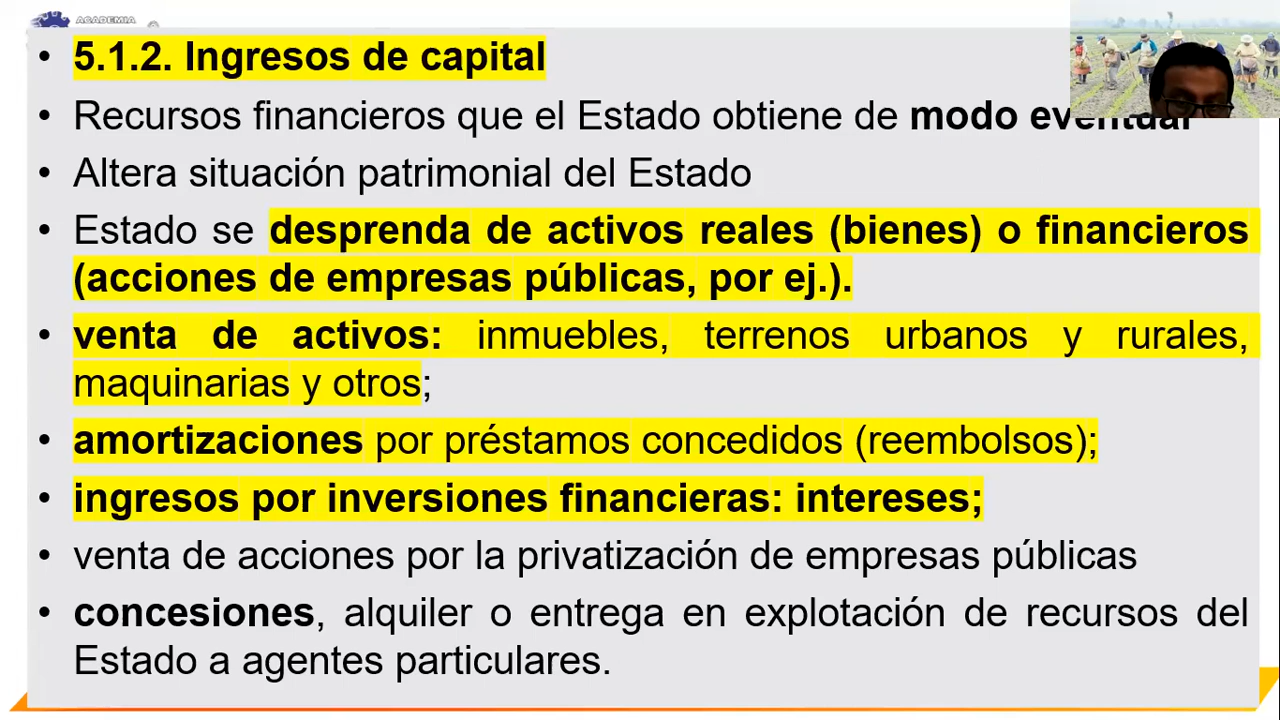 ACADEMIA
• 5.1.2. Ingresos de capital
• Recursos financieros que el Estado obtiene de modo eventual
• Altera situación patrimonial del Estado
• Estado se desprenda de activos reales (bienes) o financieros
(acciones de empresas públicas, por ej.).
• venta de activos: inmuebles, terrenos urbanos y rurales,
maquinarias y otros;
• amortizaciones por préstamos concedidos (reembolsos);
• ingresos por inversiones financieras: intereses;
• venta de acciones por la privatización de empresas públicas
• concesiones, alquiler o entrega en explotación de recursos del
Estado a agentes particulares.